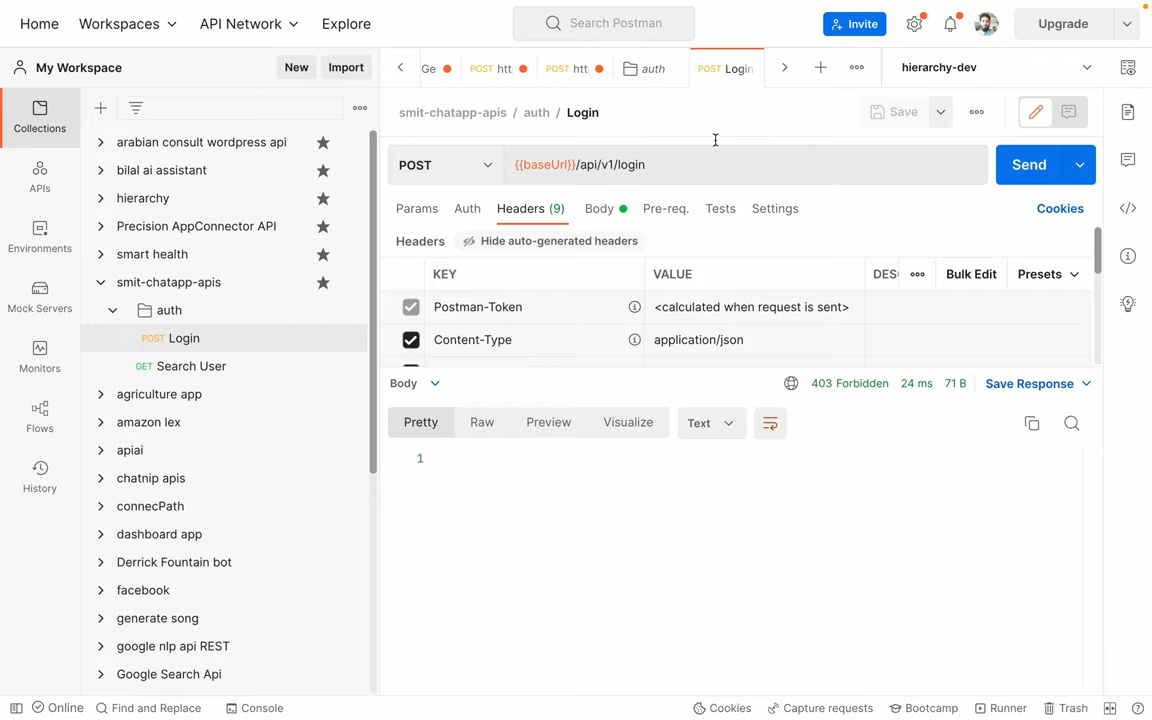 Home Workspaces API Network Explore Search Postman Invite Upgrade
My Workspace New Import Ge POST htt POST htt auth POST Login hierarchy-dev
Collections
APIs
Environments
Mock Servers
Monitors
Flows
History
arabian consult wordpress api
bilal ai assistant
hierarchy
Precision AppConnector API
smart health
smit-chatapp-apis
auth
POST Login
GET Search User
agriculture app
amazon lex
apiai
chatnip apis
connecPath
dashboard app
Derrick Fountain bot
facebook
generate song
google nlp api REST
Google Search Api
smit-chatapp-apis / auth / Login Save
POST {{baseUrl}}/api/v1/login Send
Params Auth Headers (9) Body Pre-req. Tests Settings Cookies
Headers Hide auto-generated headers
KEY VALUE DES Bulk Edit Presets
Postman-Token <calculated when request is sent>
Content-Type application/json
Body 403 Forbidden 24 ms 71 B Save Response
Pretty Raw Preview Visualize Text
1
Online Find and Replace Console Cookies Capture requests Bootcamp Runner Trash